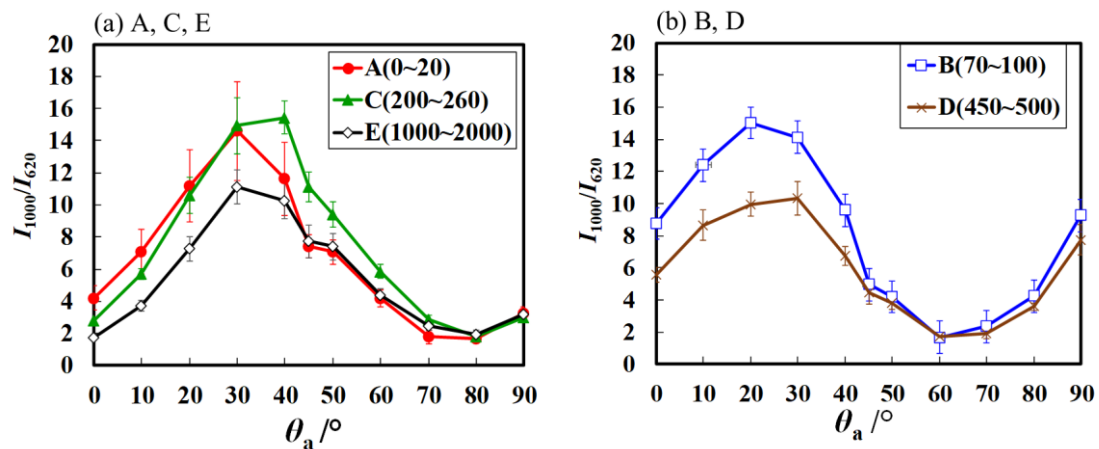 (a) A, C, E
20
18
16
14
12
10
8
6
4
2
0
I1000/I620
A(0~20)
C(200~260)
E(1000~2000)
0 10 20 30 40 50 60 70 80 90
θa /°
(b) B, D
20
18
16
14
12
10
8
6
4
2
0
I1000/I620
B(70~100)
D(450~500)
0 10 20 30 40 50 60 70 80 90
θa /°